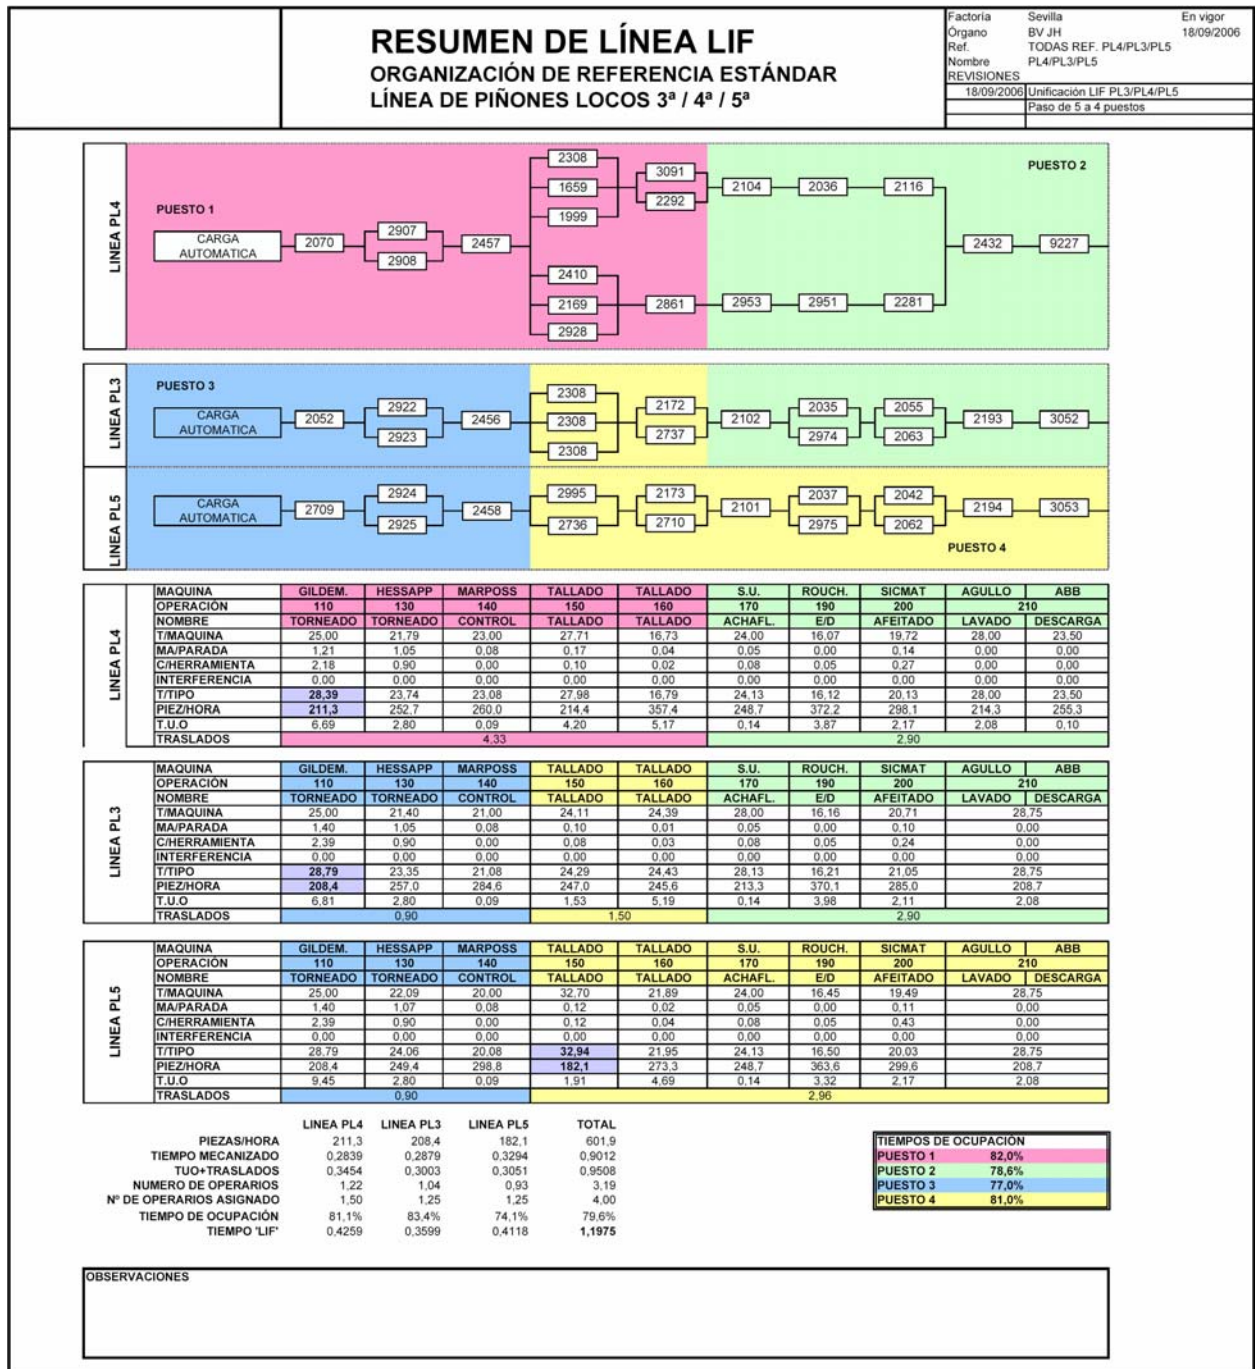 RESUMEN DE LÍNEA LIF
ORGANIZACIÓN DE REFERENCIA ESTÁNDAR
LÍNEA DE PIÑONES LOCOS 3ª / 4ª / 5ª
Factoría Sevilla En vigor
Órgano BV JH 18/09/2006
Ref. TODAS REF. PL4/PL3/PL5
Nombre PL4/PL3/PL5
REVISIONES
18/09/2006 Unificación LIF PL3/PL4/PL5
Paso de 5 a 4 puestos
LINEA PL4
PUESTO 1
PUESTO 2
CARGA AUTOMATICA
2070
2907
2908
2457
2308
1659
1999
2410
2169
2928
3091
2292
2861
2104
2036
2116
2953
2951
2281
2432
9227
LINEA PL3
PUESTO 3
CARGA AUTOMATICA
2052
2922
2923
2456
2308
2308
2308
2172
2737
2102
2035
2974
2055
2063
2193
3052
LINEA PL5
CARGA AUTOMATICA
2709
2924
2925
2458
2995
2736
2173
2710
2101
2037
2975
2042
2062
2194
3053
PUESTO 4
LINEA PL4
MAQUINA GILDEM. HESSAPP MARPOSS TALLADO TALLADO S.U. ROUCH. SICMAT AGULLO ABB
OPERACIÓN 110 130 140 150 160 170 190 200 210
NOMBRE TORNEADO TORNEADO CONTROL TALLADO TALLADO ACHAFL. E/D AFEITADO LAVADO DESCARGA
T/MAQUINA 25,00 21,79 23,00 27,71 16,73 24,00 16,07 19,72 28,00 23,50
MA/PARADA 1,21 1,05 0,08 0,17 0,04 0,05 0,00 0,14 0,00 0,00
C/HERRAMIENTA 2,18 0,90 0,00 0,10 0,02 0,08 0,05 0,27 0,00 0,00
INTERFERENCIA 0,00 0,00 0,00 0,00 0,00 0,00 0,00 0,00 0,00 0,00
T/TIPO 28,39 23,74 23,08 27,98 16,79 24,13 16,12 20,13 28,00 23,50
PIEZ/HORA 211,3 252,7 260,0 214,4 357,4 248,7 372,2 298,1 214,3 255,3
T.U.O 6,69 2,80 0,09 4,20 5,17 0,14 3,87 2,17 2,08 0,10
TRASLADOS 4,33 2,90
LINEA PL3
MAQUINA GILDEM. HESSAPP MARPOSS TALLADO TALLADO S.U. ROUCH. SICMAT AGULLO ABB
OPERACIÓN 110 130 140 150 160 170 190 200 210
NOMBRE TORNEADO TORNEADO CONTROL TALLADO TALLADO ACHAFL. E/D AFEITADO LAVADO DESCARGA
T/MAQUINA 25,00 21,40 21,00 24,11 24,39 28,00 16,16 20,71 28,75
MA/PARADA 1,40 1,05 0,08 0,10 0,01 0,05 0,00 0,10 0,00
C/HERRAMIENTA 2,39 0,90 0,00 0,08 0,03 0,08 0,05 0,24 0,00
INTERFERENCIA 0,00 0,00 0,00 0,00 0,00 0,00 0,00 0,00 0,00
T/TIPO 28,79 23,35 21,08 24,29 24,43 28,13 16,21 21,05 28,75
PIEZ/HORA 208,4 257,0 284,6 247,0 245,6 213,3 370,1 285,0 208,7
T.U.O 6,81 2,80 0,09 1,53 5,19 0,14 3,98 2,11 2,08
TRASLADOS 0,90 1,50 2,90
LINEA PL5
MAQUINA GILDEM. HESSAPP MARPOSS TALLADO TALLADO S.U. ROUCH. SICMAT AGULLO ABB
OPERACIÓN 110 130 140 150 160 170 190 200 210
NOMBRE TORNEADO TORNEADO CONTROL TALLADO TALLADO ACHAFL. E/D AFEITADO LAVADO DESCARGA
T/MAQUINA 25,00 22,09 20,00 32,70 21,89 24,00 16,45 19,49 28,75
MA/PARADA 1,40 1,07 0,08 0,12 0,02 0,05 0,00 0,11 0,00
C/HERRAMIENTA 2,39 0,90 0,00 0,12 0,04 0,08 0,05 0,43 0,00
INTERFERENCIA 0,00 0,00 0,00 0,00 0,00 0,00 0,00 0,00 0,00
T/TIPO 28,79 24,06 20,08 32,94 21,95 24,13 16,50 20,03 28,75
PIEZ/HORA 208,4 249,4 298,8 182,1 273,3 248,7 363,6 299,6 208,7
T.U.O 9,45 2,80 0,09 1,91 4,69 0,14 3,32 2,17 2,08
TRASLADOS 0,90 2,96
LINEA PL4 LINEA PL3 LINEA PL5 TOTAL
PIEZAS/HORA 211,3 208,4 182,1 601,9
TIEMPO MECANIZADO 0,2839 0,2879 0,3294 0,9012
TUO+TRASLADOS 0,3454 0,3003 0,3051 0,9508
NUMERO DE OPERARIOS 1,22 1,04 0,93 3,19
Nº DE OPERARIOS ASIGNADO 1,50 1,25 1,25 4,00
TIEMPO DE OCUPACIÓN 81,1% 83,4% 74,1% 79,6%
TIEMPO 'LIF' 0,4259 0,3599 0,4118 1,1975
TIEMPOS DE OCUPACIÓN
PUESTO 1 82,0%
PUESTO 2 78,6%
PUESTO 3 77,0%
PUESTO 4 81,0%
OBSERVACIONES